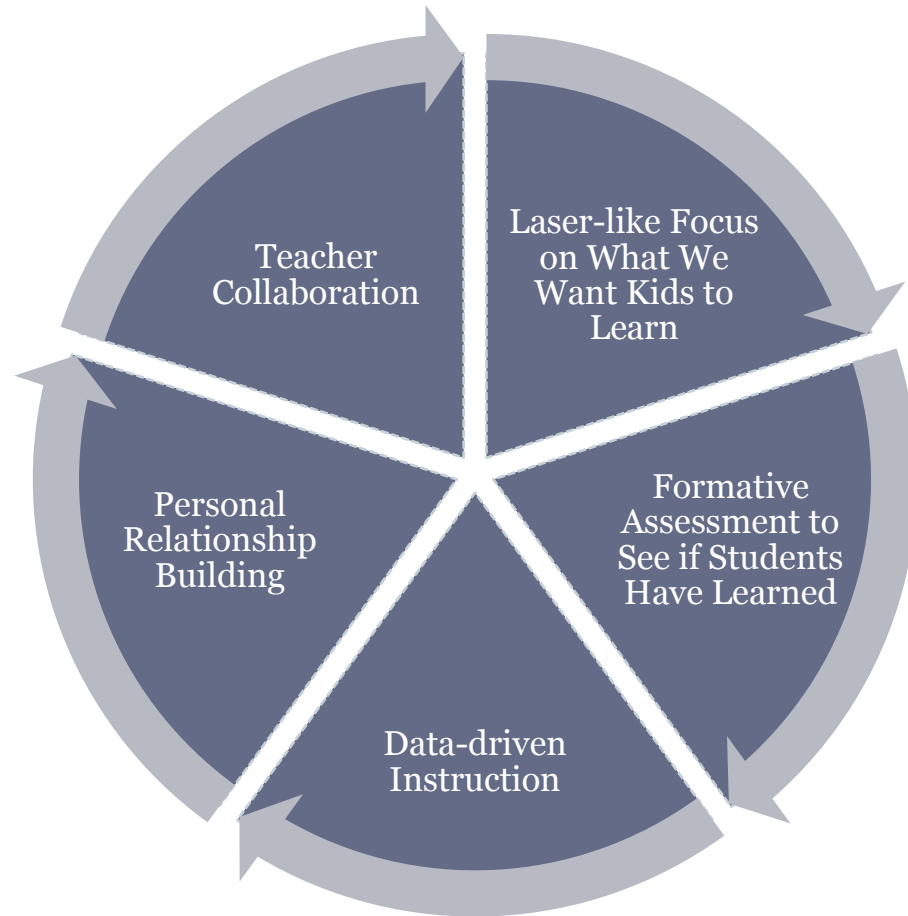 Teacher
Collaboration
Laser-like Focus
on What We
Want Kids to
Learn
Formative
Assessment to
See if Students
Have Learned
Data-driven
Instruction
Personal
Relationship
Building